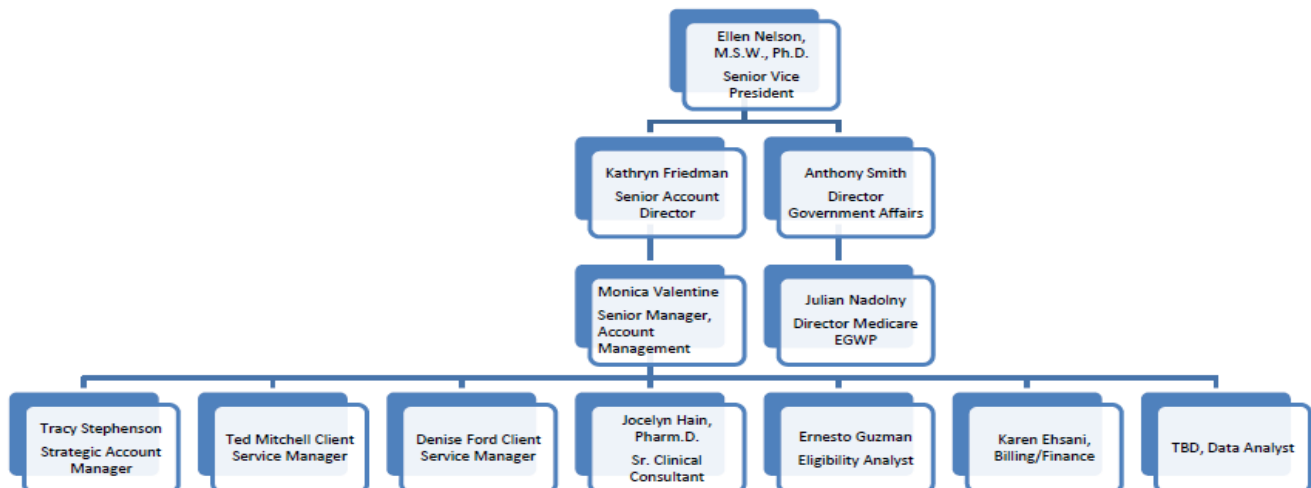 Ellen Nelson,
M.S.W., Ph.D.
Senior Vice
President
Kathryn Friedman
Senior Account
Director
Anthony Smith
Director
Government Affairs
Monica Valentine
Senior Manager,
Account
Management
Julian Nadolny
Director Medicare
EGWP
Tracy Stephenson
Strategic Account
Manager
Ted Mitchell Client
Service Manager
Denise Ford Client
Service Manager
Jocelyn Hain,
Pharm.D.
Sr. Clinical
Consultant
Ernesto Guzman
Eligibility Analyst
Karen Ehsani,
Billing/Finance
TBD, Data Analyst